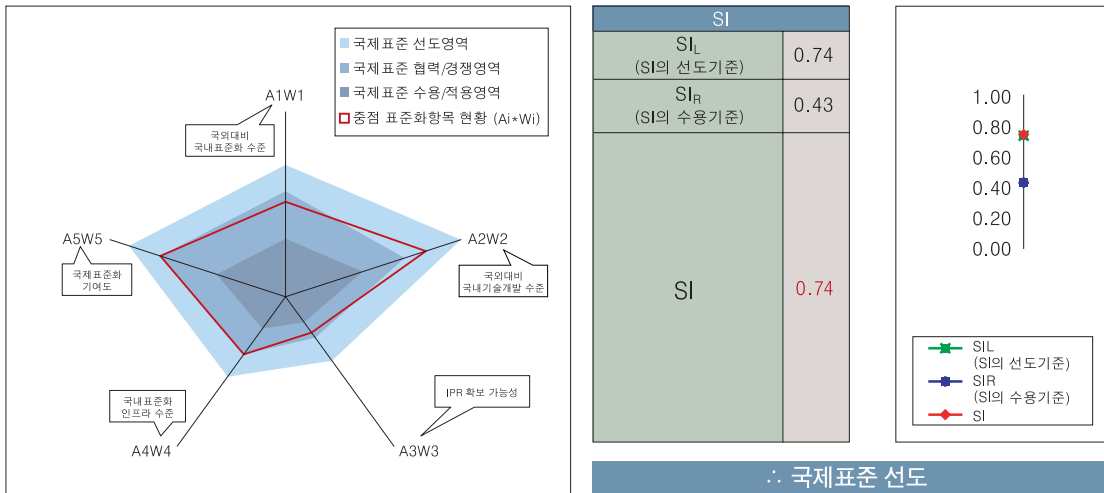 국제표준 선도영역
국제표준 협력/경쟁영역
국제표준 수용/적용영역
중점 표준화항목 현황 (Ai*Wi)
A1W1
국외대비
국내표준화 수준
A2W2
국외대비
국내기술개발 수준
A5W5
국제표준화
기여도
국내표준화
인프라 수준
A4W4
IPR 확보 가능성
A3W3
SI
SIL
(SI의 선도기준)
0.74
SIR
(SI의 수용기준)
0.43
SI
0.74
1.00
0.80
0.60
0.40
0.20
0.00
SIL
(SI의 선도기준)
SIR
(SI의 수용기준)
SI
∴ 국제표준 선도